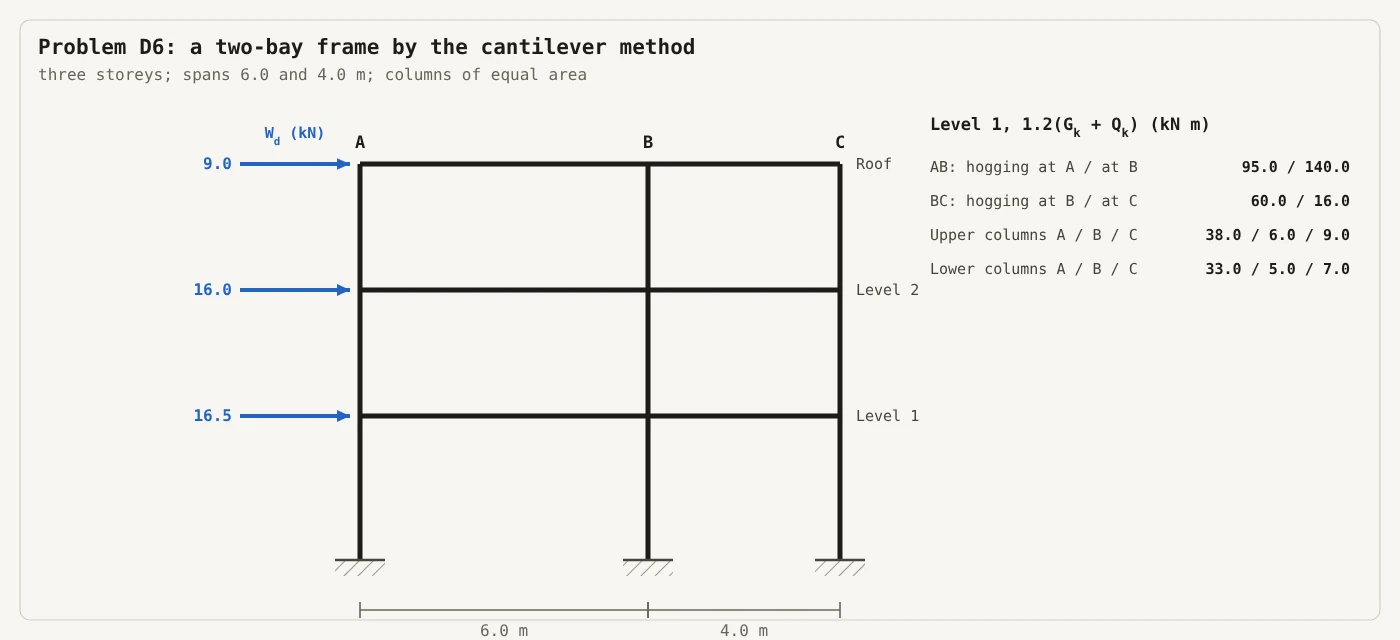 Problem D6: a two-bay frame by the cantilever method
three storeys; spans 6.0 and 4.0 m; columns of equal area
Wd (kN)
A B C
9.0 Roof
16.0 Level 2
16.5 Level 1
6.0 m 4.0 m
Level 1, 1.2(Gk + Qk) (kN m)
AB: hogging at A / at B 95.0 / 140.0
BC: hogging at B / at C 60.0 / 16.0
Upper columns A / B / C 38.0 / 6.0 / 9.0
Lower columns A / B / C 33.0 / 5.0 / 7.0